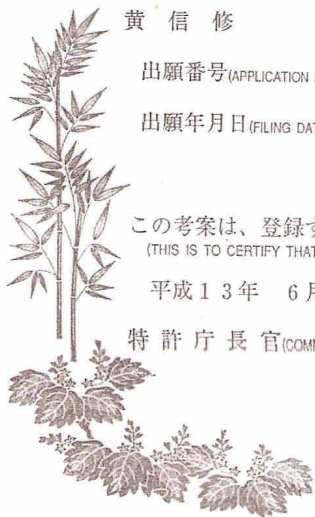 黄信修
出願番号(APPLICATION
出願年月日(FILING DAT
この考案は、登録す
(THIS IS TO CERTIFY THAT
平成13年 6月
特許庁長官(COMM